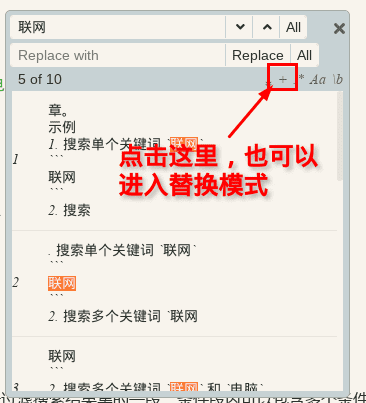 联网 All
Replace with Replace All
5 of 10 + .* Aa \b
章。
示例
1. 搜索单个关键词 `联网`
```
1
联网
```
2. 搜索
点击这里，也可以
进入替换模式
. 搜索单个关键词 `联网`
```
2
联网
```
2. 搜索多个关键词 `联网
联网
```
3
2. 搜索多个关键词 `联网` 和 `电脑`